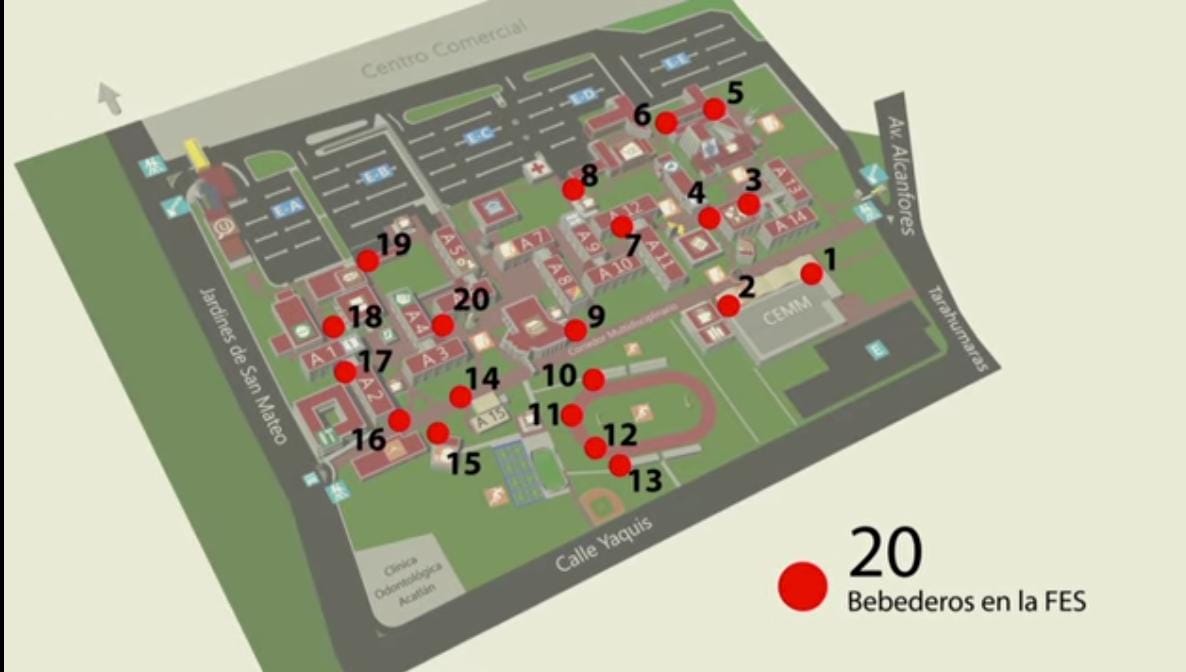 Centro Comercial
E-E
E-D
E-C
E-B
E-A
5
6
8
4
3
A 13
A 12
7
A 14
Av. Alcanfores
19
A 5
A 7
A 9
A 11
A 10
A 8
1
2
CEMM
20
18
A 4
9
Corredor Multidisciplinario
Tarahumaras
Jardines de San Mateo
A 1
17
A 3
E
A 2
14
10
A 15
11
16
15
12
13
Calle Yaquis
Clínica
Odontológica
Acatlán
20
Bebederos en la FES